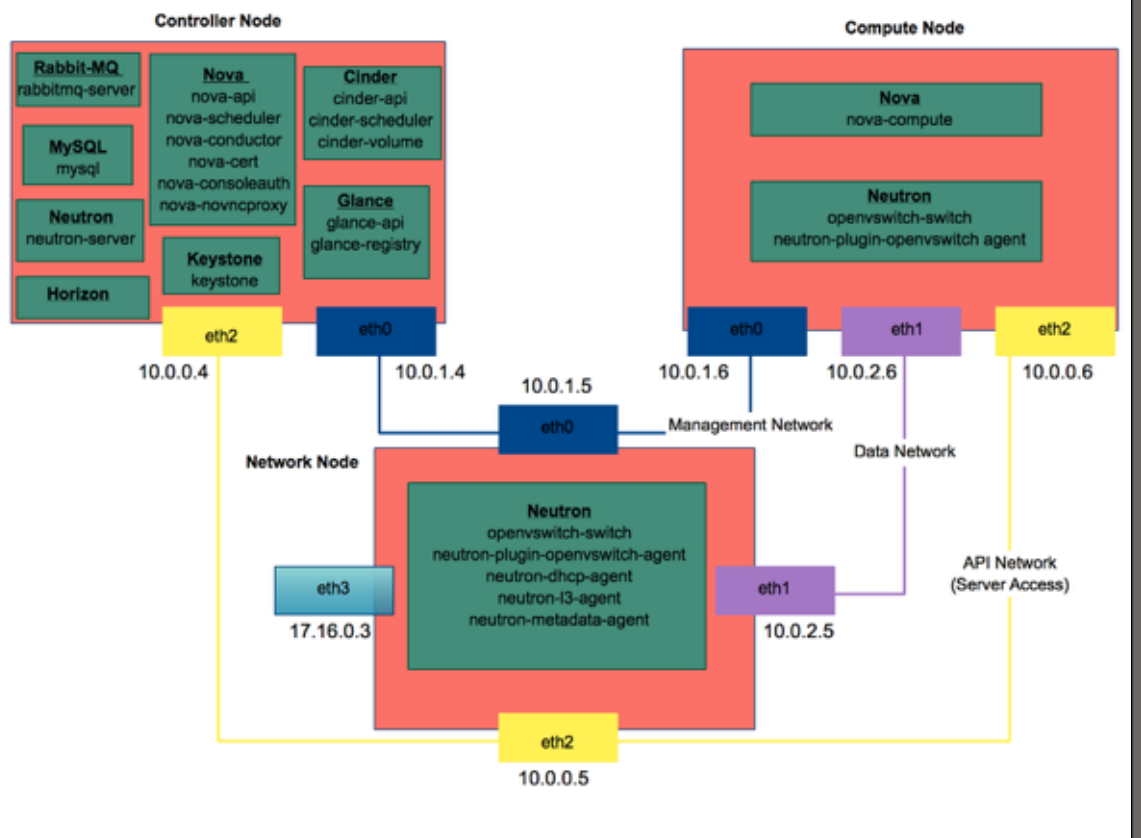 Controller Node
Rabbit-MQ
rabbitmq-server
MySQL
mysql
Neutron
neutron-server
Horizon
Nova
nova-api
nova-scheduler
nova-conductor
nova-cert
nova-consoleauth
nova-novncproxy
Keystone
keystone
Cinder
cinder-api
cinder-scheduler
cinder-volume
Glance
glance-api
glance-registry
eth2
10.0.0.4
eth0
10.0.1.4
Compute Node
Nova
nova-compute
Neutron
openvswitch-switch
neutron-plugin-openvswitch agent
eth0
10.0.1.6
eth1
10.0.2.6
eth2
10.0.0.6
10.0.1.5
eth0
Management Network
Data Network
API Network
(Server Access)
Network Node
Neutron
openvswitch-switch
neutron-plugin-openvswitch-agent
neutron-dhcp-agent
neutron-l3-agent
neutron-metadata-agent
eth3
17.16.0.3
eth1
10.0.2.5
eth2
10.0.0.5